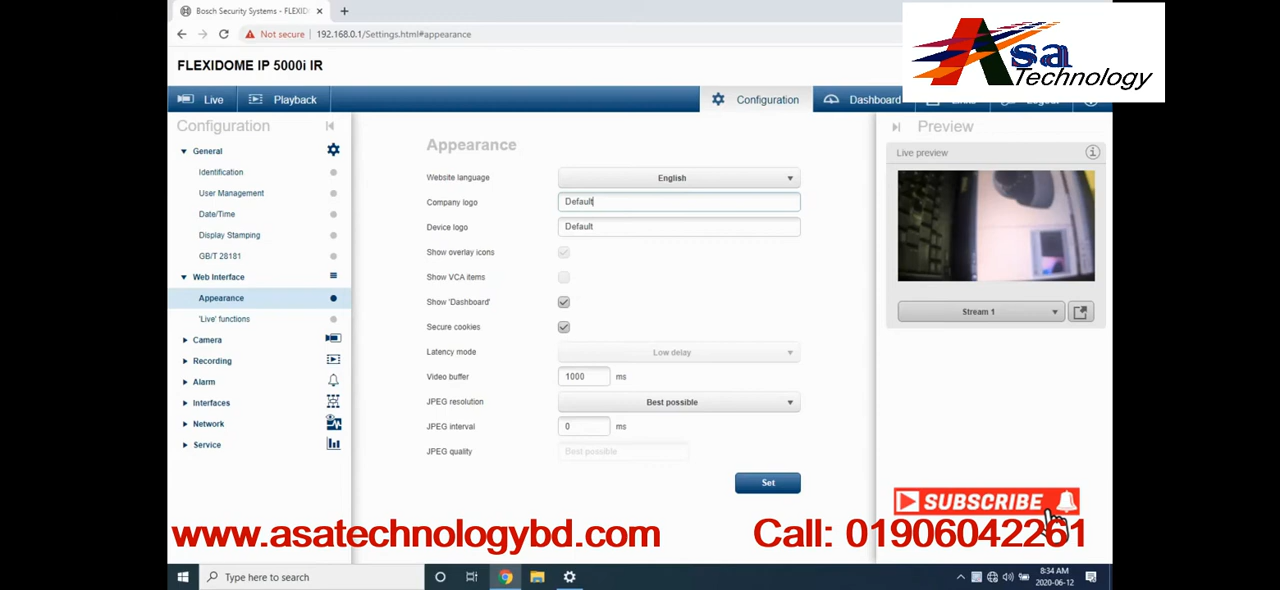 Bosch Security Systems - FLEXID
Not secure | 192.168.0.1/Settings.html#appearance
Asa
Technology
FLEXIDOME IP 5000i IR
Live
Playback
Configuration
Dashboard
Configuration
General
Identification
User Management
Date/Time
Display Stamping
GB/T 28181
Web Interface
Appearance
'Live' functions
Camera
Recording
Alarm
Interfaces
Network
Service
Appearance
Website language English
Company logo Default
Device logo Default
Show overlay icons
Show VCA items
Show 'Dashboard'
Secure cookies
Latency mode Low delay
Video buffer 1000 ms
JPEG resolution Best possible
JPEG interval 0 ms
JPEG quality Best possible
Set
Preview
Live preview
Stream 1
SUBSCRIBE
www.asatechnologybd.com Call: 01906042261
Type here to search
8:34 AM
2020-06-12